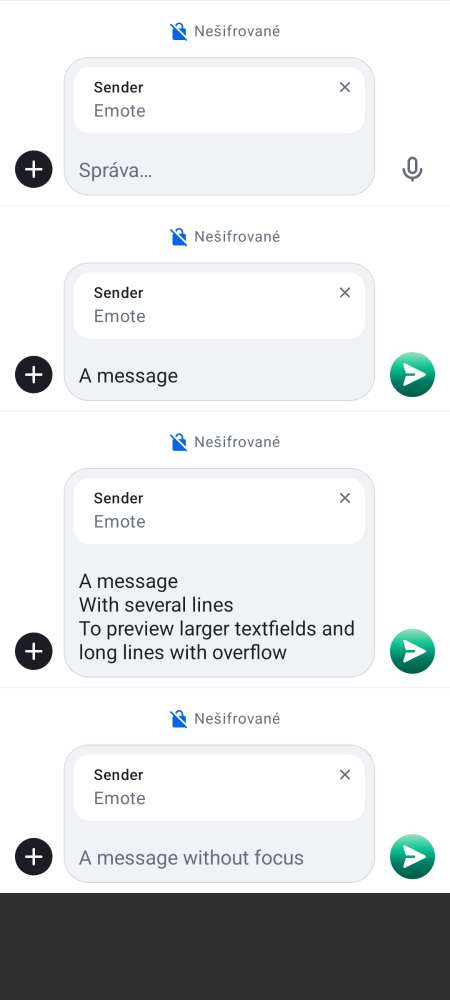 Nešifrované
Sender
Emote
Správa…
Nešifrované
Sender
Emote
A message
Nešifrované
Sender
Emote
A message
With several lines
To preview larger textfields and
long lines with overflow
Nešifrované
Sender
Emote
A message without focus